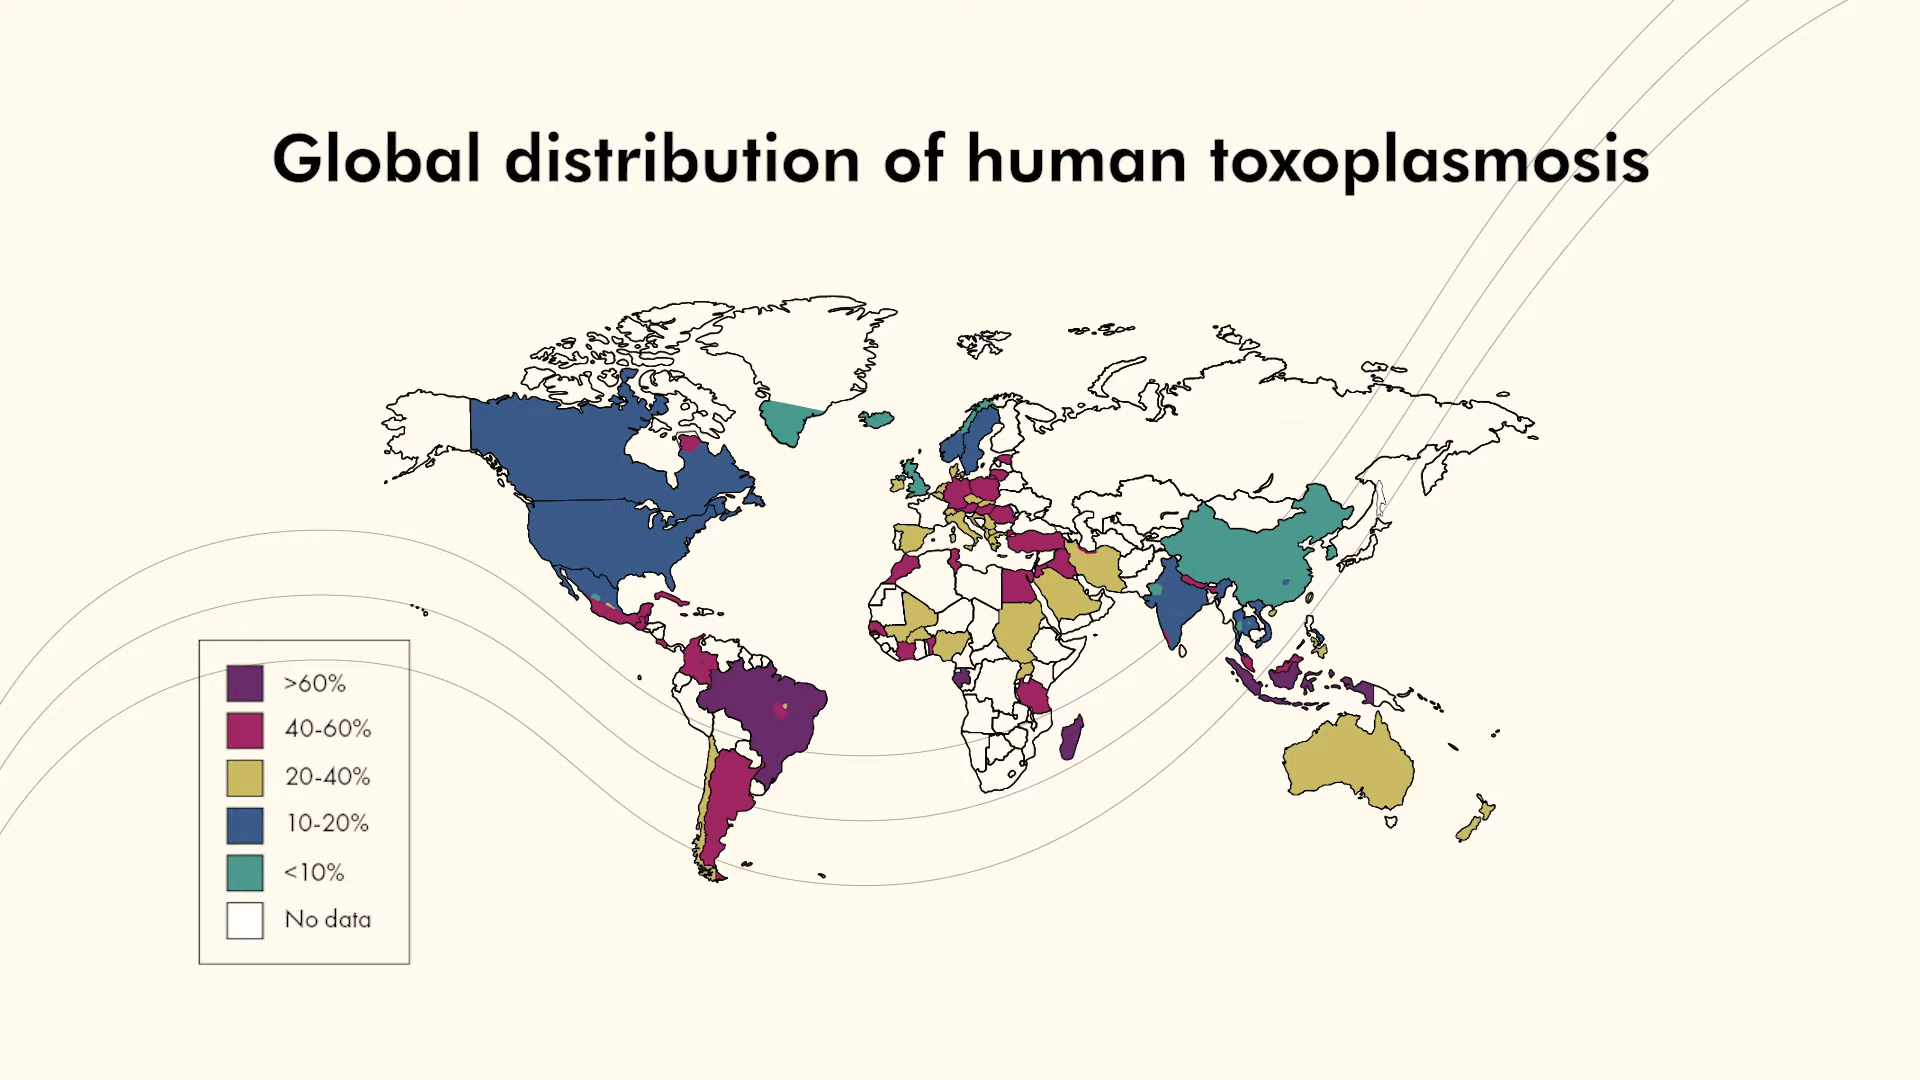 Global distribution of human toxoplasmosis
>60%
40-60%
20-40%
10-20%
<10%
No data